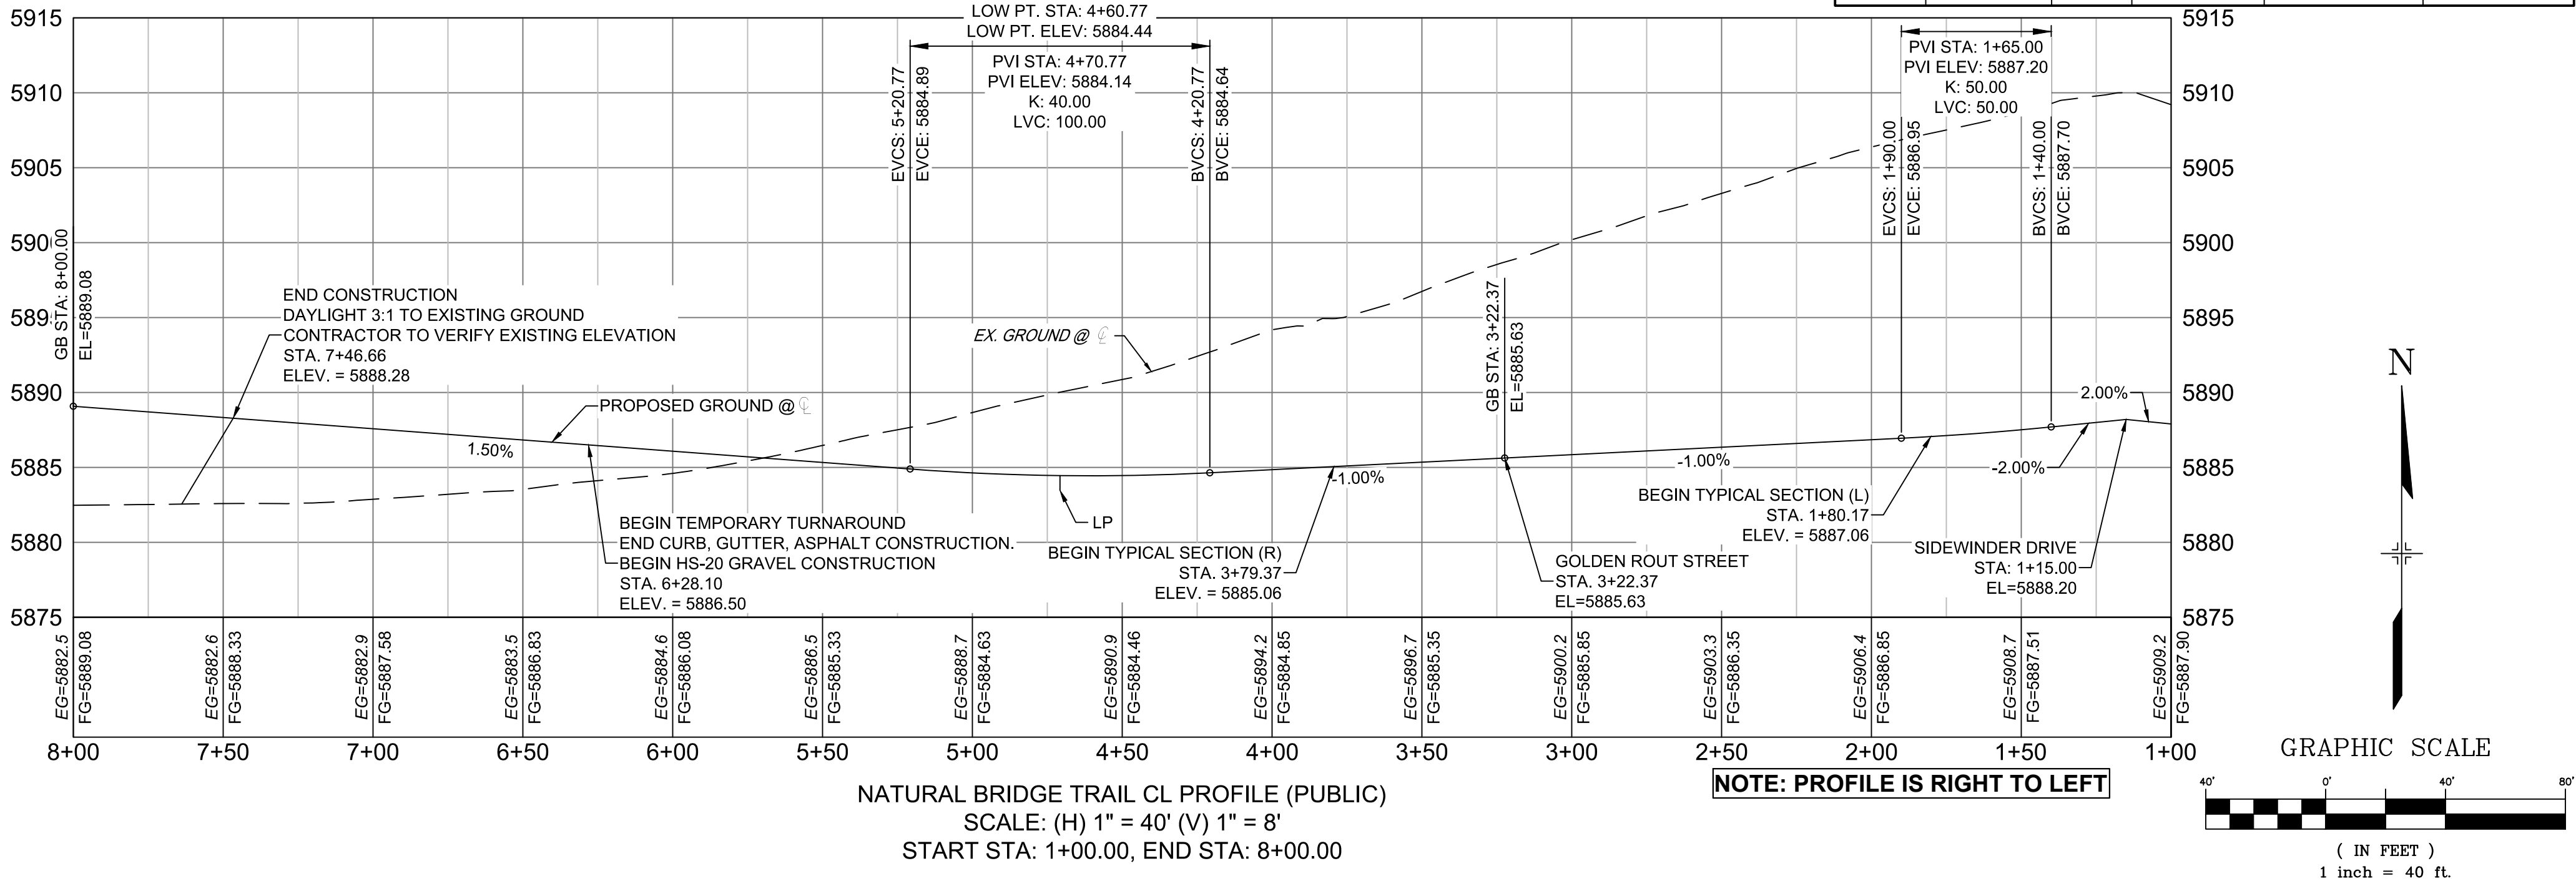 LOW PT. STA: 4+60.77
LOW PT. ELEV: 5884.44
PVI STA: 4+70.77
PVI ELEV: 5884.14
K: 40.00
LVC: 100.00
EVCS: 5+20.77
EVCE: 5884.89
BVCS: 4+20.77
BVCE: 5884.64
PVI STA: 1+65.00
PVI ELEV: 5887.20
K: 50.00
LVC: 50.00
EVCS: 1+90.00
EVCE: 5886.95
BVCS: 1+40.00
BVCE: 5887.70
5915
5910
5905
5900
5895
5890
5885
5880
5875
5915
5910
5905
5900
5895
5890
5885
5880
5875
GB STA: 8+00.00
EL=5889.08
END CONSTRUCTION
DAYLIGHT 3:1 TO EXISTING GROUND
CONTRACTOR TO VERIFY EXISTING ELEVATION
STA. 7+46.66
ELEV. = 5888.28
PROPOSED GROUND @ ℄
1.50%
EX. GROUND @ ℄
GB STA: 3+22.37
EL=5885.63
BEGIN TEMPORARY TURNAROUND
END CURB, GUTTER, ASPHALT CONSTRUCTION.
BEGIN HS-20 GRAVEL CONSTRUCTION
STA. 6+28.10
ELEV. = 5886.50
LP
-1.00%
BEGIN TYPICAL SECTION (R)
STA. 3+79.37
ELEV. = 5885.06
GOLDEN ROUT STREET
STA. 3+22.37
EL=5885.63
-1.00%
BEGIN TYPICAL SECTION (L)
STA. 1+80.17
ELEV. = 5887.06
2.00%
-2.00%
SIDEWINDER DRIVE
STA: 1+15.00
EL=5888.20
EG=5882.5
FG=5889.08
EG=5882.6
FG=5888.33
EG=5882.9
FG=5887.58
EG=5883.5
FG=5886.83
EG=5884.6
FG=5886.08
EG=5886.5
FG=5885.33
EG=5888.7
FG=5884.63
EG=5890.9
FG=5884.46
EG=5894.2
FG=5884.85
EG=5896.7
FG=5885.35
EG=5900.2
FG=5885.85
EG=5903.3
FG=5886.35
EG=5906.4
FG=5886.85
EG=5908.7
FG=5887.51
EG=5909.2
FG=5887.90
8+00 7+50 7+00 6+50 6+00 5+50 5+00 4+50 4+00 3+50 3+00 2+50 2+00 1+50 1+00
NATURAL BRIDGE TRAIL CL PROFILE (PUBLIC)
SCALE: (H) 1" = 40' (V) 1" = 8'
START STA: 1+00.00, END STA: 8+00.00
NOTE: PROFILE IS RIGHT TO LEFT
N
GRAPHIC SCALE
40' 0' 40' 80'
( IN FEET )
1 inch = 40 ft.